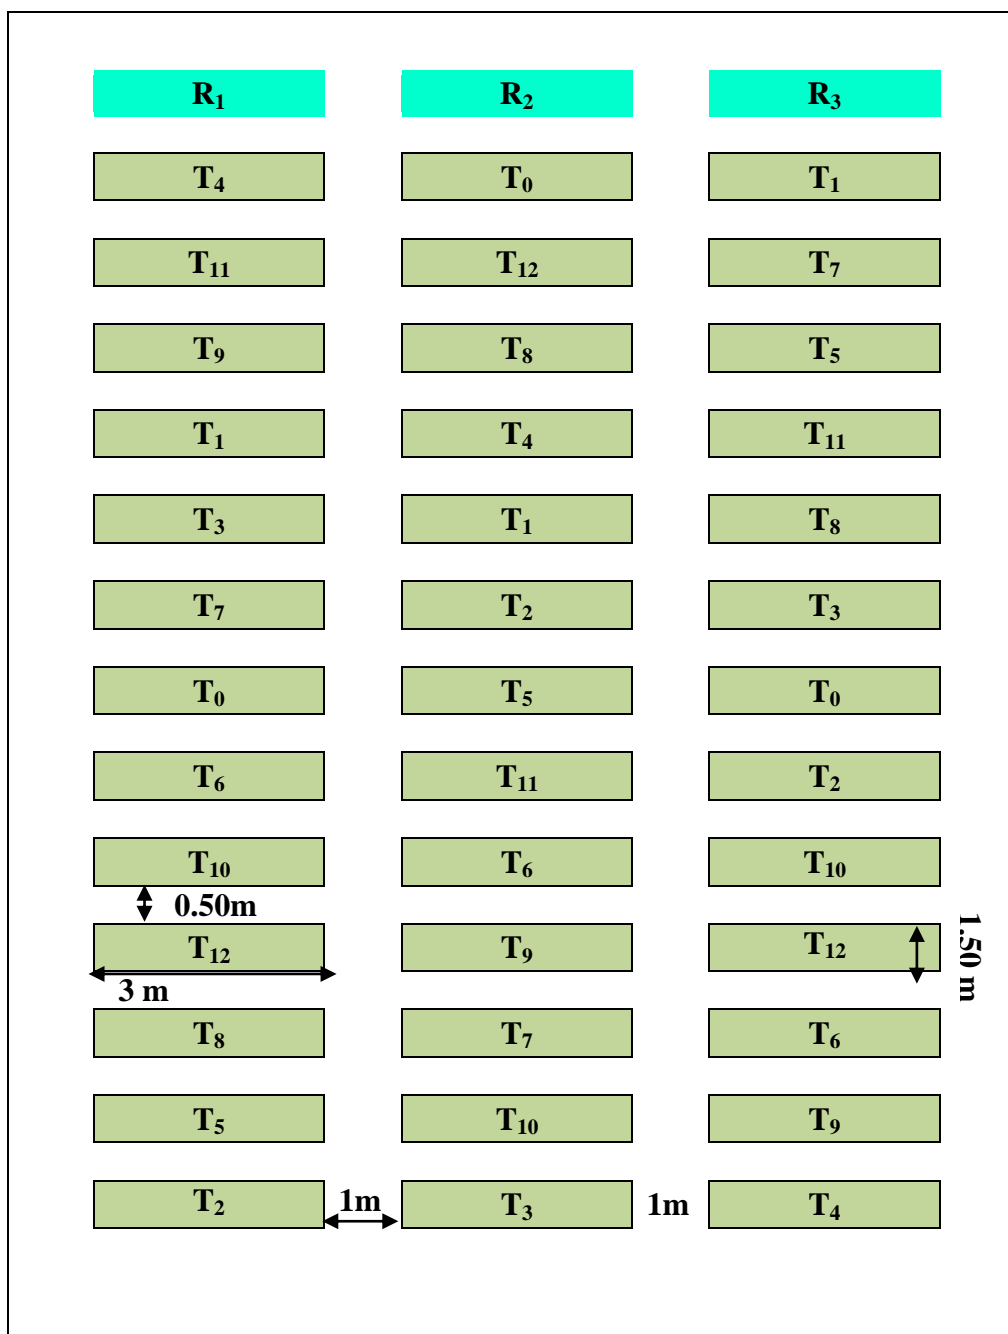 R₁ R₂ R₃
T₄ T₀ T₁
T₁₁ T₁₂ T₇
T₉ T₈ T₅
T₁ T₄ T₁₁
T₃ T₁ T₈
T₇ T₂ T₃
T₀ T₅ T₀
T₆ T₁₁ T₂
T₁₀ T₆ T₁₀
0.50m
T₁₂ T₉ T₁₂
1.50 m
3 m
T₈ T₇ T₆
T₅ T₁₀ T₉
T₂ 1m T₃ 1m T₄